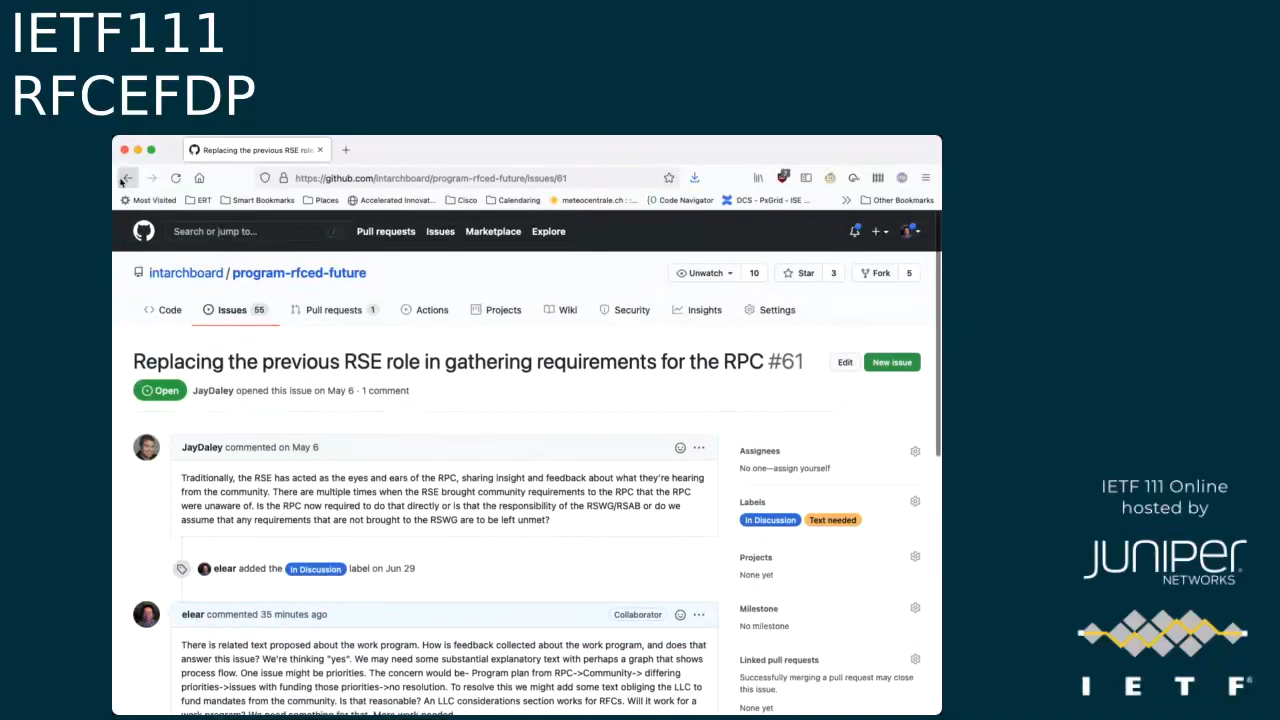 IETF111
RFCEFDP
Replacing the previous RSE role
https://github.com/intarchboard/program-rfced-future/issues/61
Most Visited ERT Smart Bookmarks Places Accelerated Innovat... Cisco Calendaring meteocentrale.ch : ... Code Navigator DCS - PxGrid - ISE ... Other Bookmarks
Search or jump to... / Pull requests Issues Marketplace Explore
intarchboard / program-rfced-future Unwatch 10 Star 3 Fork 5
Code Issues 55 Pull requests 1 Actions Projects Wiki Security Insights Settings
Replacing the previous RSE role in gathering requirements for the RPC #61 Edit New issue
Open JayDaley opened this issue on May 6 · 1 comment
JayDaley commented on May 6
Traditionally, the RSE has acted as the eyes and ears of the RPC, sharing insight and feedback about what they're hearing
from the community. There are multiple times when the RSE brought community requirements to the RPC that the RPC
were unaware of. Is the RPC now required to do that directly or is that the responsibility of the RSWG/RSAB or do we
assume that any requirements that are not brought to the RSWG are to be left unmet?
elear added the In Discussion label on Jun 29
elear commented 35 minutes ago Collaborator
There is related text proposed about the work program. How is feedback collected about the work program, and does that
answer this issue? We're thinking "yes". We may need some substantial explanatory text with perhaps a graph that shows
process flow. One issue might be priorities. The concern would be- Program plan from RPC->Community-> differing
priorities->issues with funding those priorities->no resolution. To resolve this we might add some text obliging the LLC to
fund mandates from the community. Is that reasonable? An LLC considerations section works for RFCs. Will it work for a
work program? We need something for that. More work needed.
Assignees
No one—assign yourself
Labels
In Discussion Text needed
Projects
None yet
Milestone
No milestone
Linked pull requests
Successfully merging a pull request may close
this issue.
None yet
IETF 111 Online
hosted by
JUNIPER
NETWORKS
I E T F®